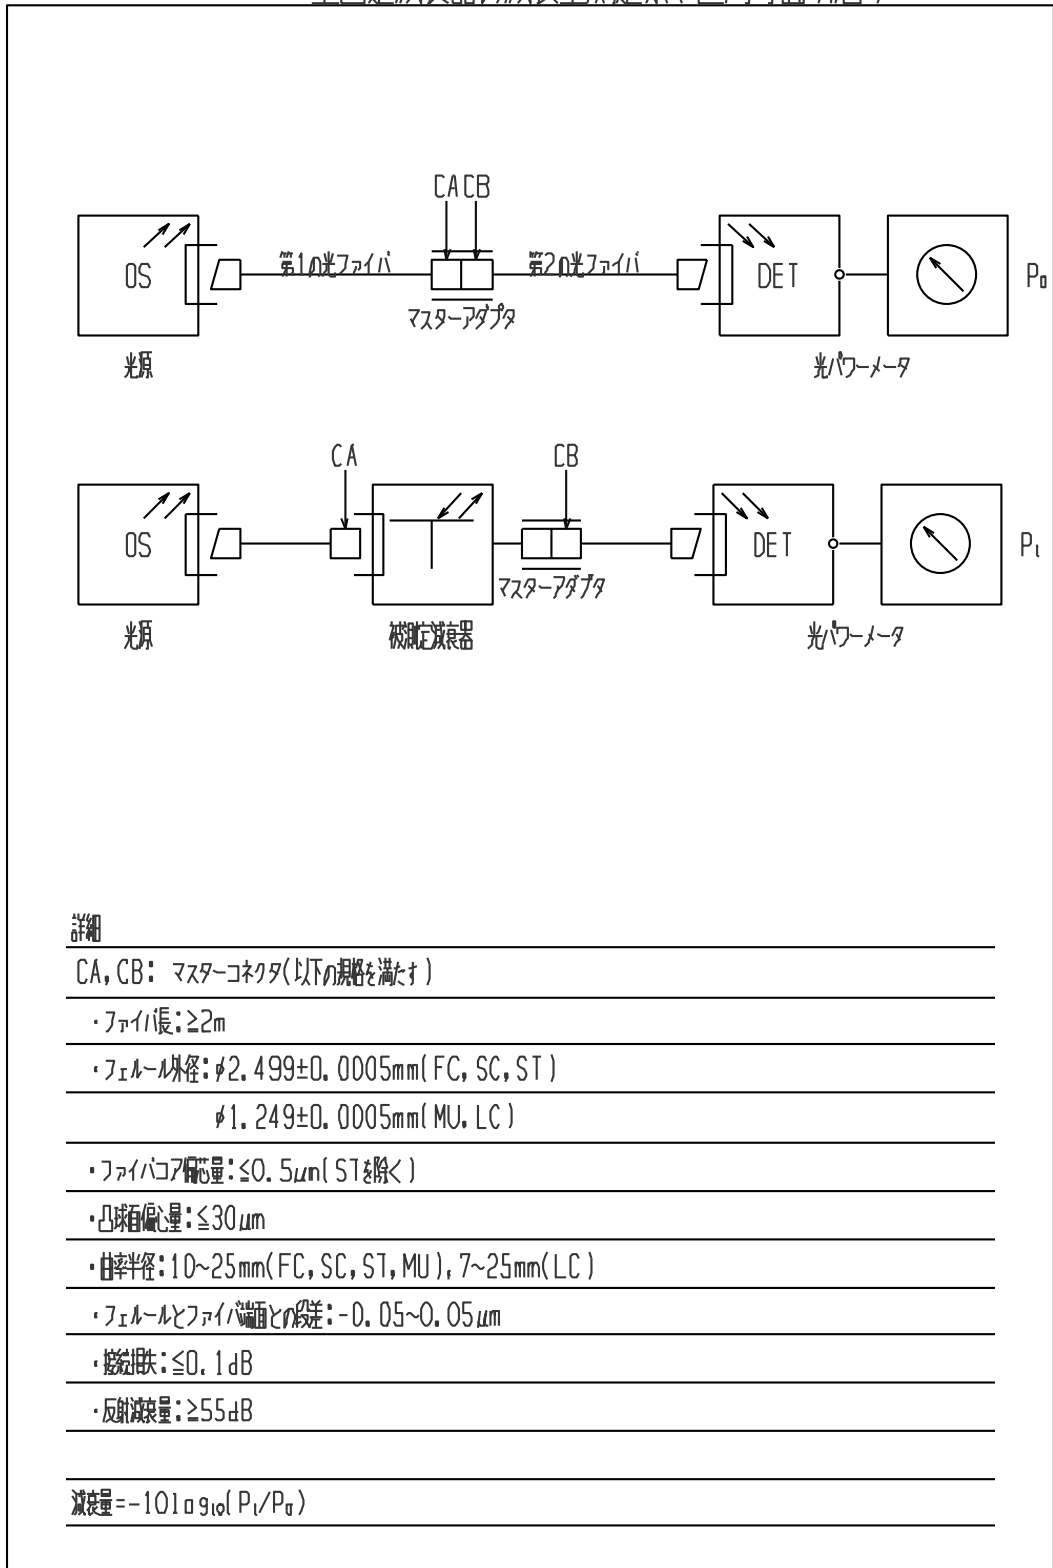 CA CB
OS
第1の光ファイバ
第2の光ファイバ
DET
P₀
マスターアダプタ
光源
光パワーメータ
CA
CB
OS
DET
P₁
マスターアダプタ
光源
被測定減衰器
光パワーメータ
詳細
CA,CB: マスターコネクタ(以下の規格を満たす)
・ファイバ長:≧2m
・フェルール外径:φ2.499±0.0005mm(FC,SC,ST)
φ1.249±0.0005mm(MU,LC)
・ファイバコア偏芯量:≦0.5μm(STを除く)
・凸球面偏心量:≦30μm
・曲率半径:10~25mm(FC,SC,ST,MU),7~25mm(LC)
・フェルールとファイバ端面との段差:-0.05~0.05μm
・接続損失:≦0.1dB
・反射減衰量:≧55dB
減衰量=-10log₁₀(P₁/P₀)